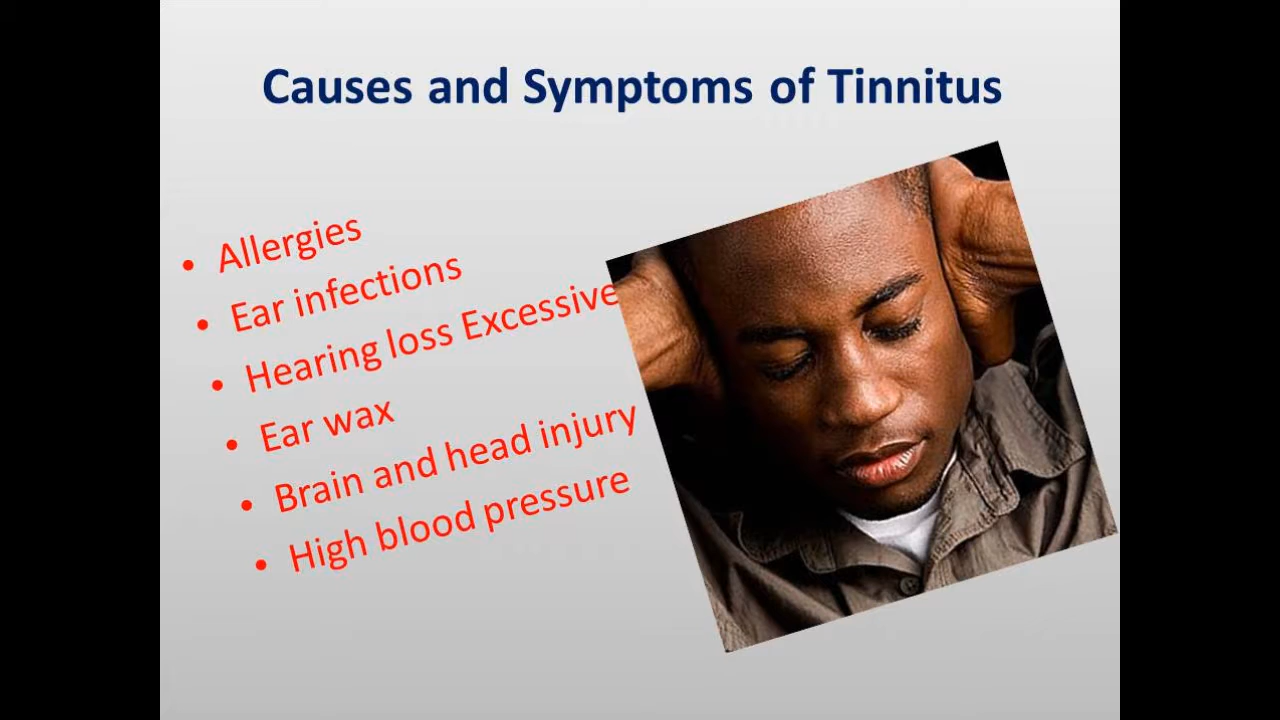 Causes and Symptoms of Tinnitus
• Allergies
• Ear infections
• Hearing loss Excessive
• Ear wax
• Brain and head injury
• High blood pressure